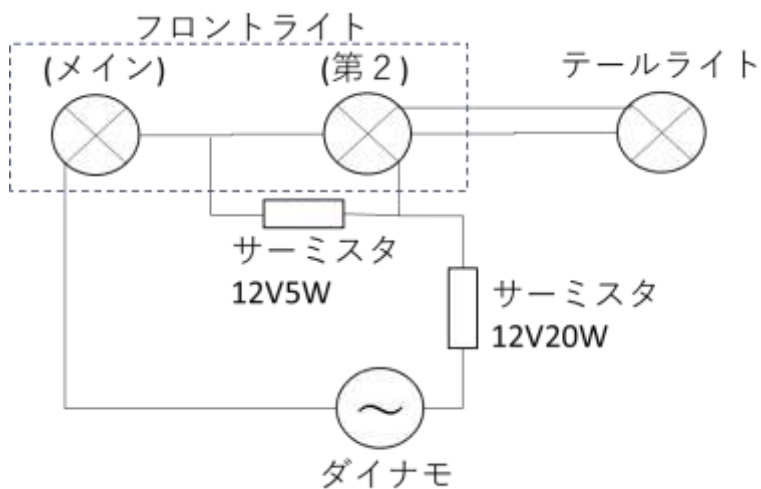 フロントライト
(メイン)
(第２)
テールライト
サーミスタ
12V5W
サーミスタ
12V20W
～
ダイナモ